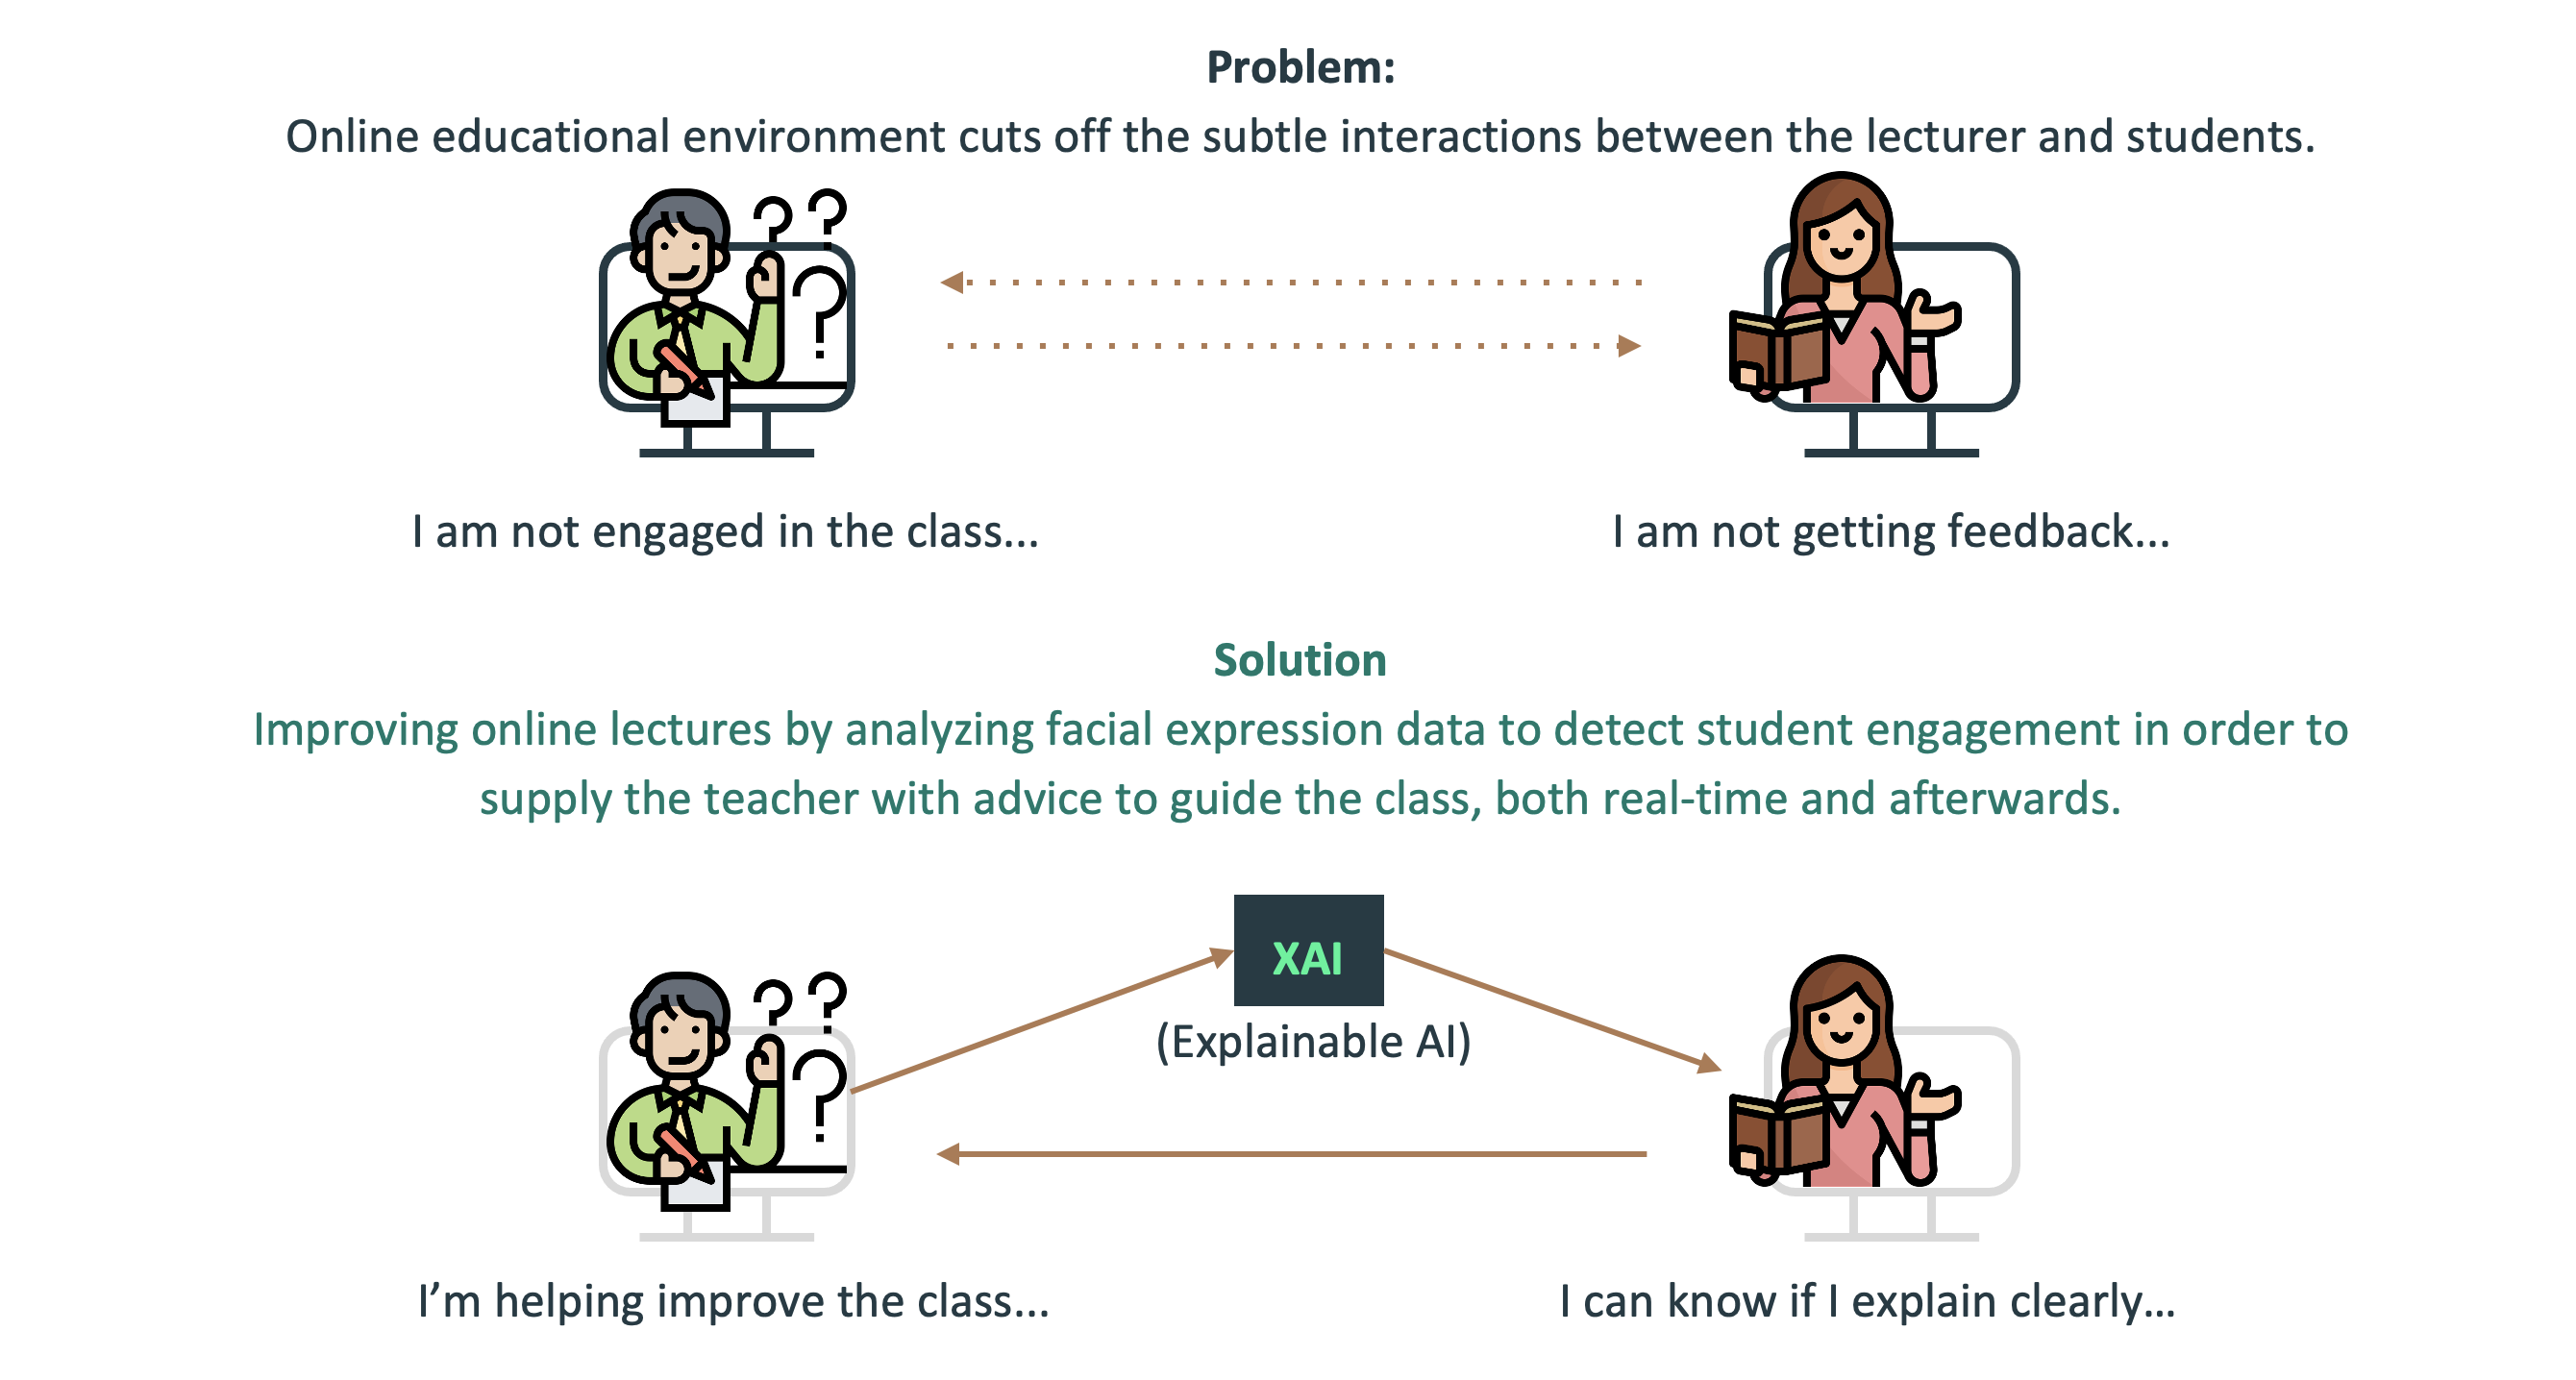 Problem:
Online educational environment cuts off the subtle interactions between the lecturer and students.
? ?
?
I am not engaged in the class...
I am not getting feedback...
Solution
Improving online lectures by analyzing facial expression data to detect student engagement in order to
supply the teacher with advice to guide the class, both real-time and afterwards.
XAI
(Explainable AI)
? ?
?
I’m helping improve the class...
I can know if I explain clearly...